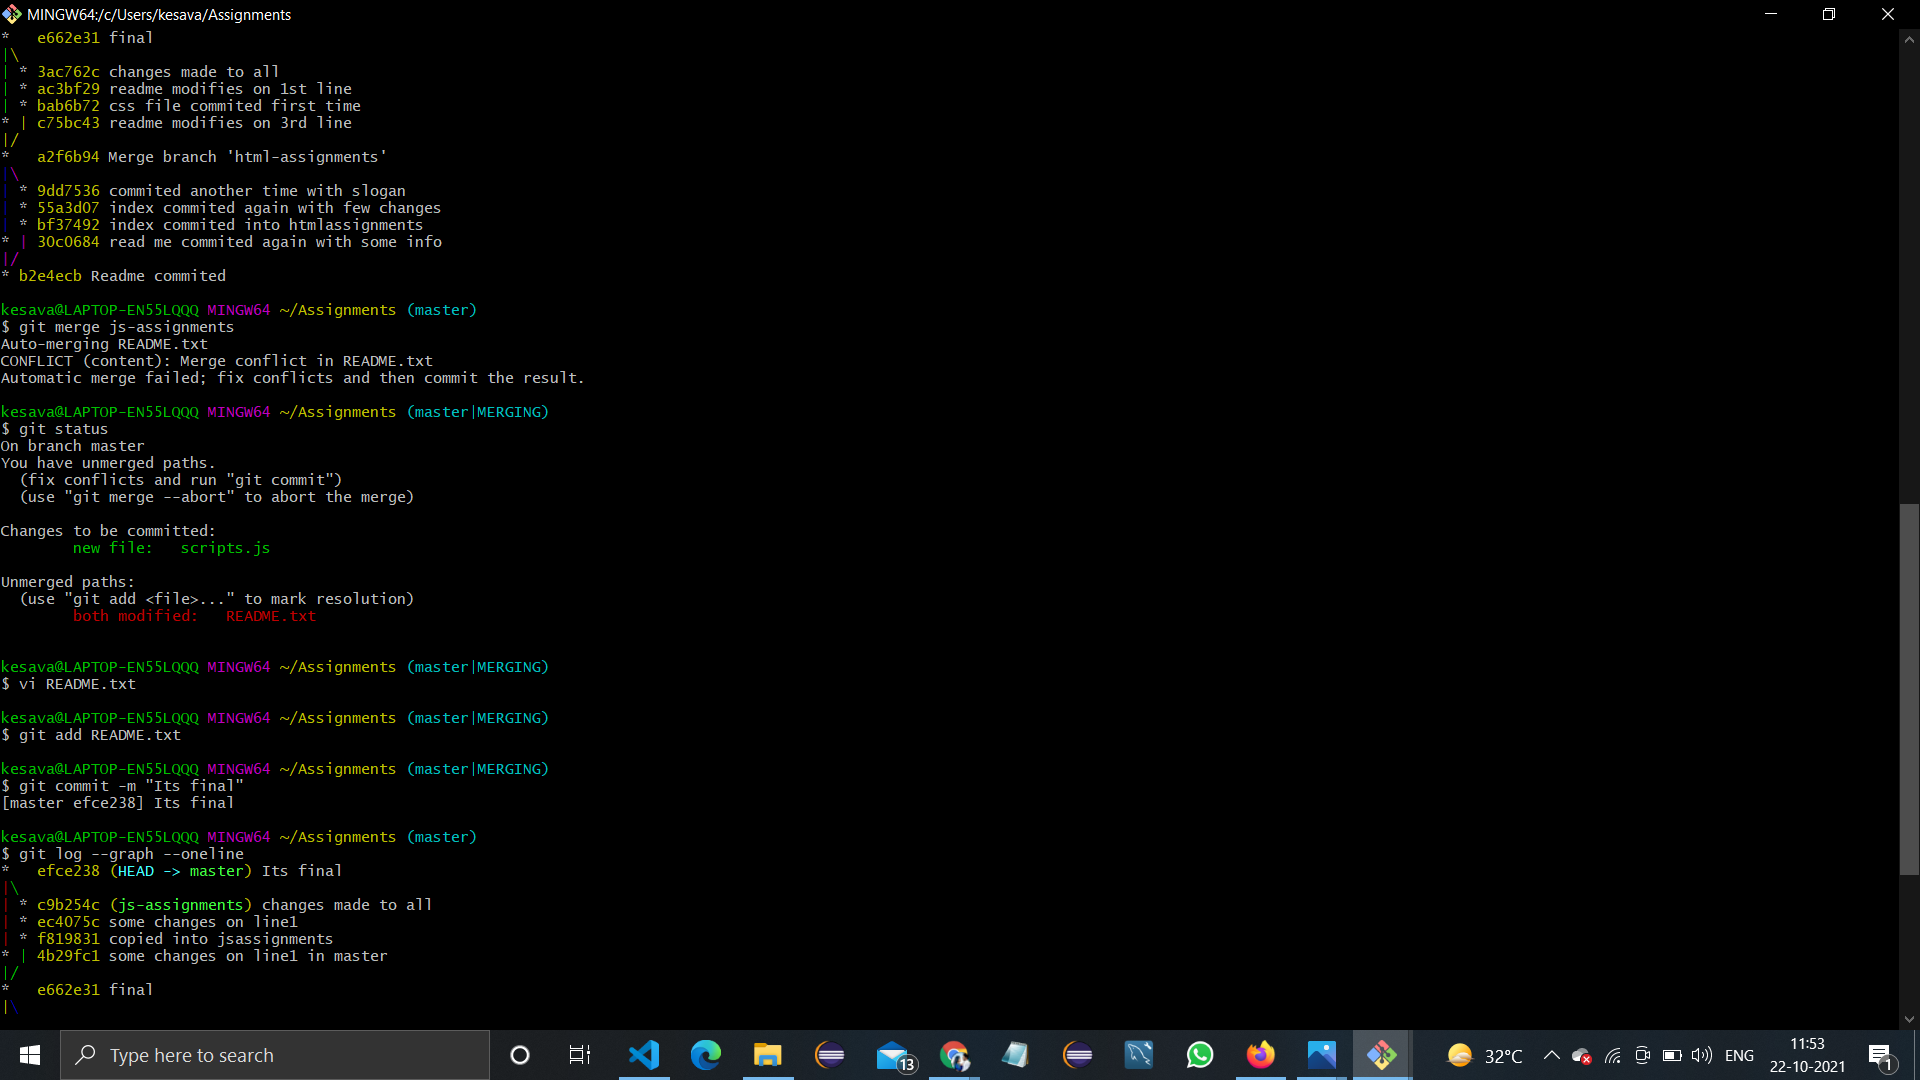 MINGW64:/c/Users/kesava/Assignments
*   e662e31 final
|\
| * 3ac762c changes made to all
| * ac3bf29 readme modifies on 1st line
| * bab6b72 css file commited first time
* | c75bc43 readme modifies on 3rd line
|/
*   a2f6b94 Merge branch 'html-assignments'
|\
| * 9dd7536 commited another time with slogan
| * 55a3d07 index commited again with few changes
| * bf37492 index commited into htmlassignments
* | 30c0684 read me commited again with some info
|/
* b2e4ecb Readme commited
kesava@LAPTOP-EN55LQQQ MINGW64 ~/Assignments (master)
$ git merge js-assignments
Auto-merging README.txt
CONFLICT (content): Merge conflict in README.txt
Automatic merge failed; fix conflicts and then commit the result.
kesava@LAPTOP-EN55LQQQ MINGW64 ~/Assignments (master|MERGING)
$ git status
On branch master
You have unmerged paths.
  (fix conflicts and run "git commit")
  (use "git merge --abort" to abort the merge)
Changes to be committed:
        new file:   scripts.js
Unmerged paths:
  (use "git add <file>..." to mark resolution)
        both modified:   README.txt
kesava@LAPTOP-EN55LQQQ MINGW64 ~/Assignments (master|MERGING)
$ vi README.txt
kesava@LAPTOP-EN55LQQQ MINGW64 ~/Assignments (master|MERGING)
$ git add README.txt
kesava@LAPTOP-EN55LQQQ MINGW64 ~/Assignments (master|MERGING)
$ git commit -m "Its final"
[master efce238] Its final
kesava@LAPTOP-EN55LQQQ MINGW64 ~/Assignments (master)
$ git log --graph --oneline
*   efce238 (HEAD -> master) Its final
|\
| * c9b254c (js-assignments) changes made to all
| * ec4075c some changes on line1
| * f819831 copied into jsassignments
* | 4b29fc1 some changes on line1 in master
|/
*   e662e31 final
|\
Type here to search
13
32°C
ENG
11:53
22-10-2021
1